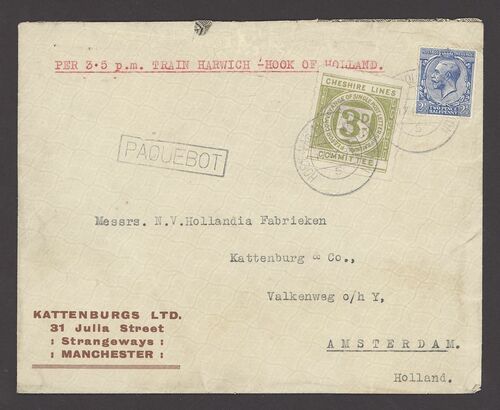 PER 3·5 p.m. TRAIN HARWICH -HOOK OF HOLLAND.
CHESHIRE LINES
3D
COMMITTEE
PAQUEBOT
Messrs. N.V.Hollandia Fabrieken
Kattenburg & Co.,
Valkenweg o/h Y,
AMSTERDAM.
Holland.
KATTENBURGS LTD.
31 Julia Street
: Strangeways :
: MANCHESTER :